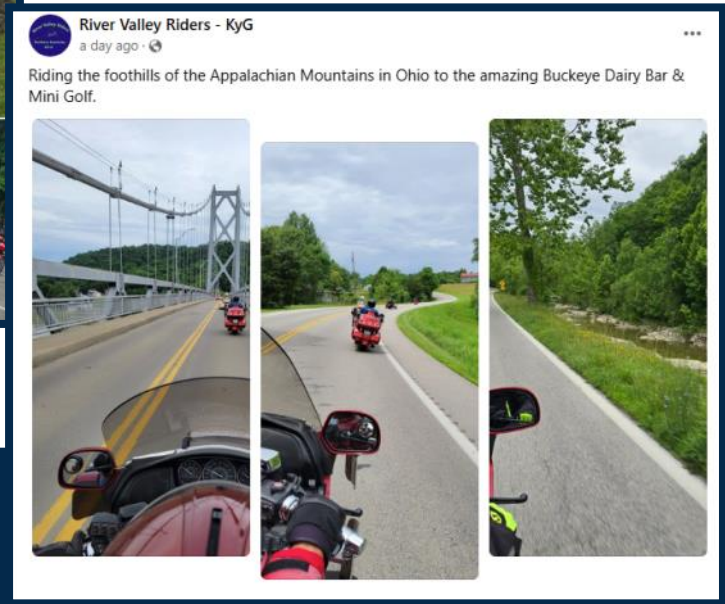 River Valley Riders - KyG
a day ago ·
Riding the foothills of the Appalachian Mountains in Ohio to the amazing Buckeye Dairy Bar &
Mini Golf.